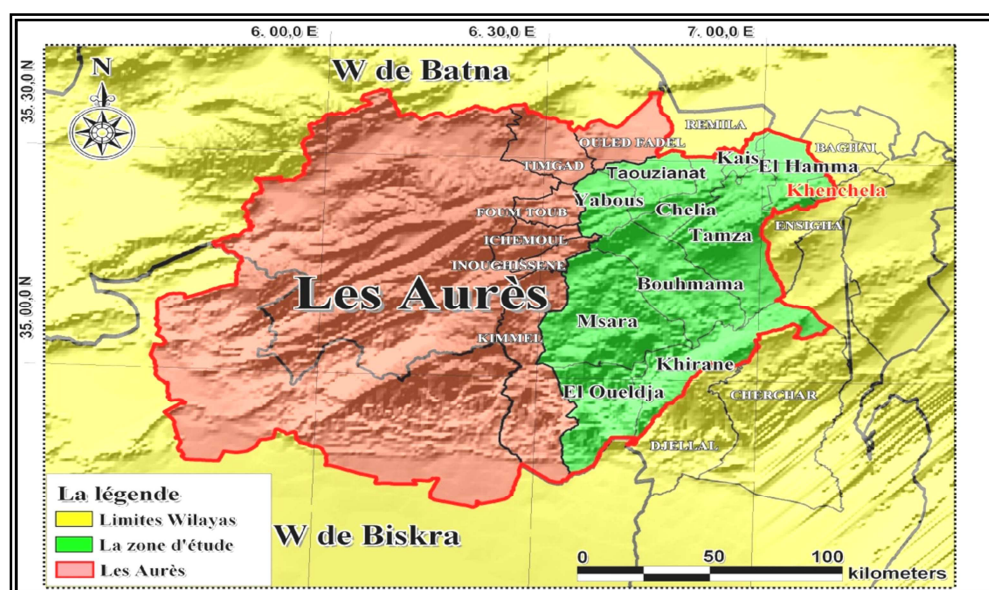 6. 00,0 E
6. 30,0 E
7. 00,0 E
35. 30,0 N
35. 00,0 N
N
W de Batna
REMILA
OULED FADEL
BAGHAI
TIMGAD
Kais
El Hamma
Taouzianat
Khenchela
Yabous
Chelia
FOUM TOUB
ENSIGHA
Tamza
ICHEMOUL
INOUGHISSENE
Bouhmama
Les Aurès
Msara
KIMMEL
Khirane
El Oueldja
CHERCHAR
DJELLAL
La légende
Limites Wilayas
La zone d'étude
Les Aurès
W de Biskra
0 50 100
kilometers